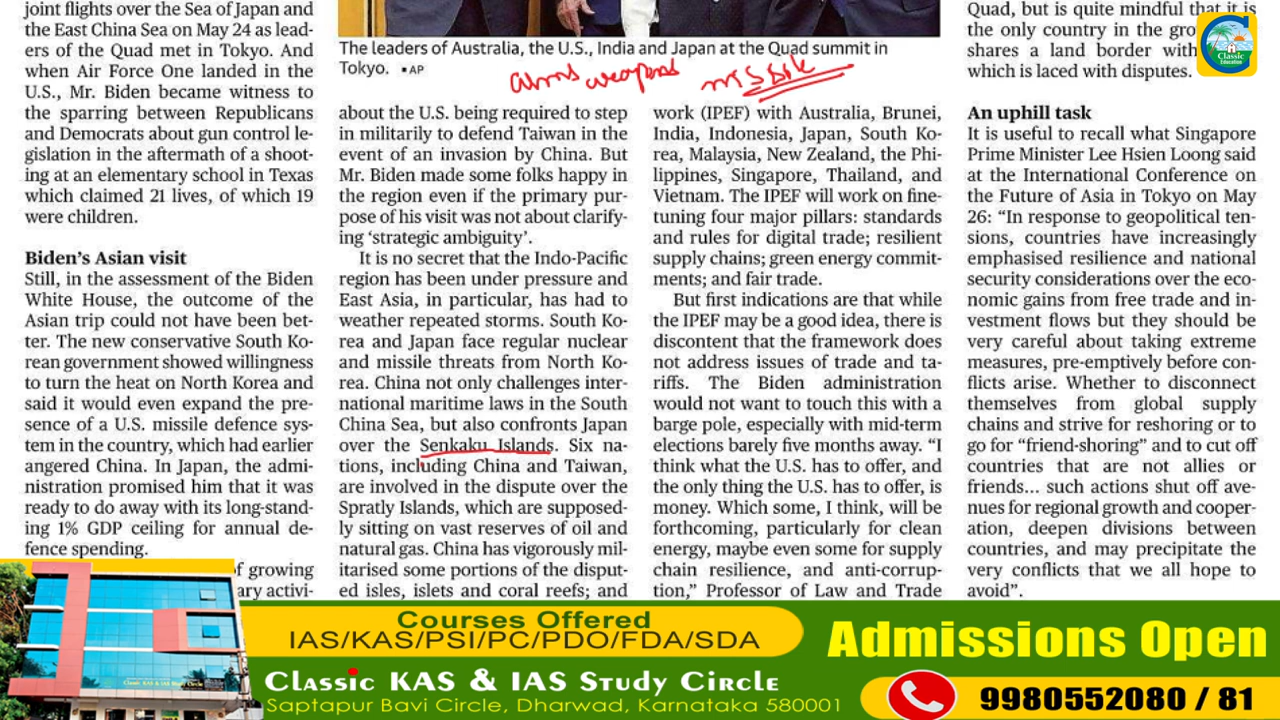 joint flights over the Sea of Japan and
the East China Sea on May 24 as lead-
ers of the Quad met in Tokyo. And
when Air Force One landed in the
U.S., Mr. Biden became witness to
the sparring between Republicans
and Democrats about gun control le-
gislation in the aftermath of a shoot-
ing at an elementary school in Texas
which claimed 21 lives, of which 19
were children.
Biden's Asian visit
Still, in the assessment of the Biden
White House, the outcome of the
Asian trip could not have been bet-
ter. The new conservative South Ko-
rean government showed willingness
to turn the heat on North Korea and
said it would even expand the pre-
sence of a U.S. missile defence sys-
tem in the country, which had earlier
angered China. In Japan, the admi-
nistration promised him that it was
ready to do away with its long-stand-
ing 1% GDP ceiling for annual de-
fence spending.
of growing
ary activi-
The leaders of Australia, the U.S., India and Japan at the Quad summit in
Tokyo. • AP
arms weapons missile
about the U.S. being required to step
in militarily to defend Taiwan in the
event of an invasion by China. But
Mr. Biden made some folks happy in
the region even if the primary pur-
pose of his visit was not about clarify-
ing 'strategic ambiguity'.
It is no secret that the Indo-Pacific
region has been under pressure and
East Asia, in particular, has had to
weather repeated storms. South Ko-
rea and Japan face regular nuclear
and missile threats from North Ko-
rea. China not only challenges inter-
national maritime laws in the South
China Sea, but also confronts Japan
over the Senkaku Islands. Six na-
tions, including China and Taiwan,
are involved in the dispute over the
Spratly Islands, which are supposed-
ly sitting on vast reserves of oil and
natural gas. China has vigorously mil-
itarised some portions of the disput-
ed isles, islets and coral reefs; and
work (IPEF) with Australia, Brunei,
India, Indonesia, Japan, South Ko-
rea, Malaysia, New Zealand, the Phi-
lippines, Singapore, Thailand, and
Vietnam. The IPEF will work on fine-
tuning four major pillars: standards
and rules for digital trade; resilient
supply chains; green energy commit-
ments; and fair trade.
But first indications are that while
the IPEF may be a good idea, there is
discontent that the framework does
not address issues of trade and ta-
riffs. The Biden administration
would not want to touch this with a
barge pole, especially with mid-term
elections barely five months away. "I
think what the U.S. has to offer, and
the only thing the U.S. has to offer, is
money. Which some, I think, will be
forthcoming, particularly for clean
energy, maybe even some for supply
chain resilience, and anti-corrup-
tion," Professor of Law and Trade
Quad, but is quite mindful that it is
the only country in the gro
shares a land border with
which is laced with disputes.
An uphill task
It is useful to recall what Singapore
Prime Minister Lee Hsien Loong said
at the International Conference on
the Future of Asia in Tokyo on May
26: "In response to geopolitical ten-
sions, countries have increasingly
emphasised resilience and national
security considerations over the eco-
nomic gains from free trade and in-
vestment flows but they should be
very careful about taking extreme
measures, pre-emptively before con-
flicts arise. Whether to disconnect
themselves from global supply
chains and strive for reshoring or to
go for "friend-shoring" and to cut off
countries that are not allies or
friends... such actions shut off ave-
nues for regional growth and cooper-
ation, deepen divisions between
countries, and may precipitate the
very conflicts that we all hope to
avoid".
Classic
Education
Classic KAS & IAS Study Circle
Courses Offered
IAS/KAS/PSI/PC/PDO/FDA/SDA
Classic KAS & IAS Study Circle
Saptapur Bavi Circle, Dharwad, Karnataka 580001
Admissions Open
9980552080 / 81